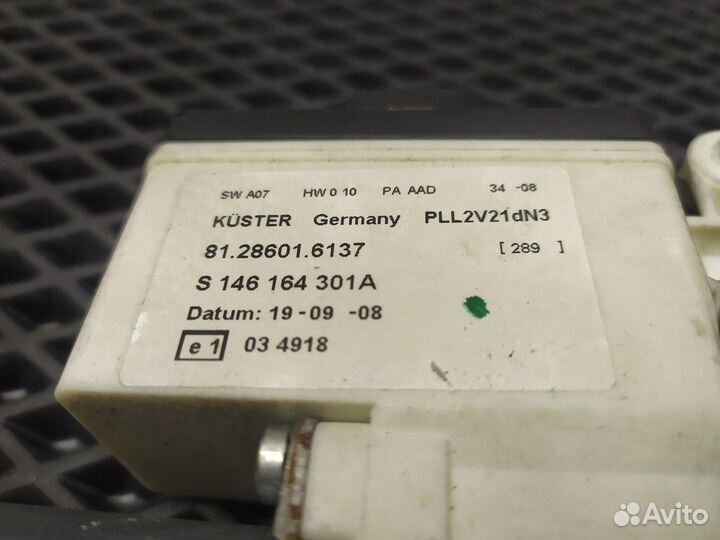 SW A07 HW 0 10 PA AAD 34 -08
KÜSTER Germany PLL2V21dN3
81.28601.6137 [ 289 ]
S 146 164 301A
Datum: 19-09 -08
e 1 03 4918
Avito